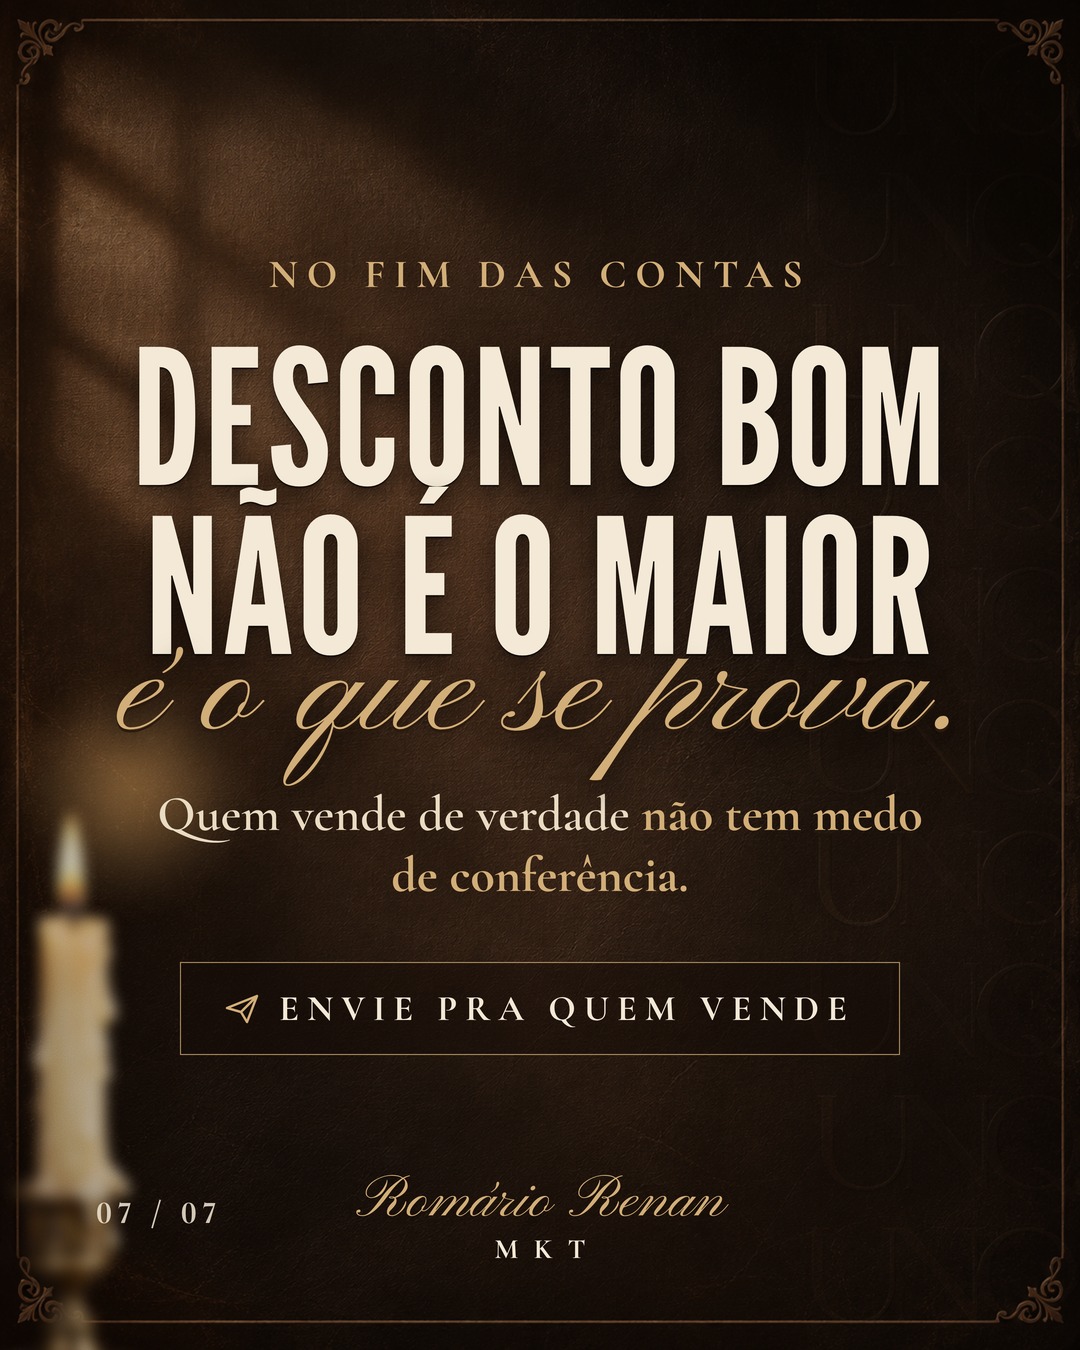 NO FIM DAS CONTAS
DESCONTO BOM
NÃO É O MAIOR
é o que se prova.
Quem vende de verdade não tem medo
de conferência.
ENVIE PRA QUEM VENDE
07 / 07
Romário Renan
MKT